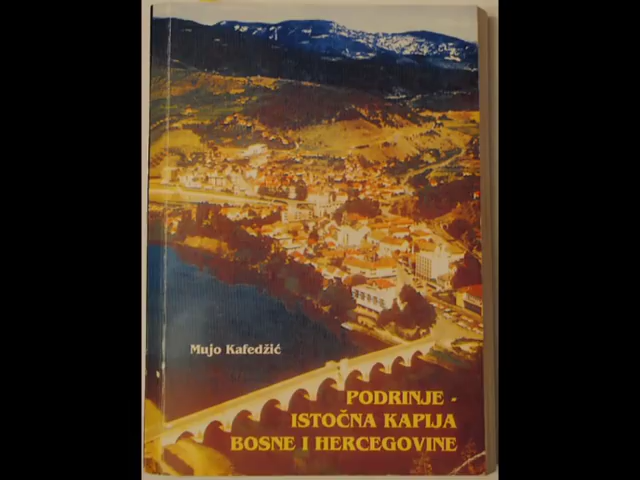 Mujo Kafedžić
PODRINJE -
ISTOČNA KAPIJA
BOSNE I HERCEGOVINE